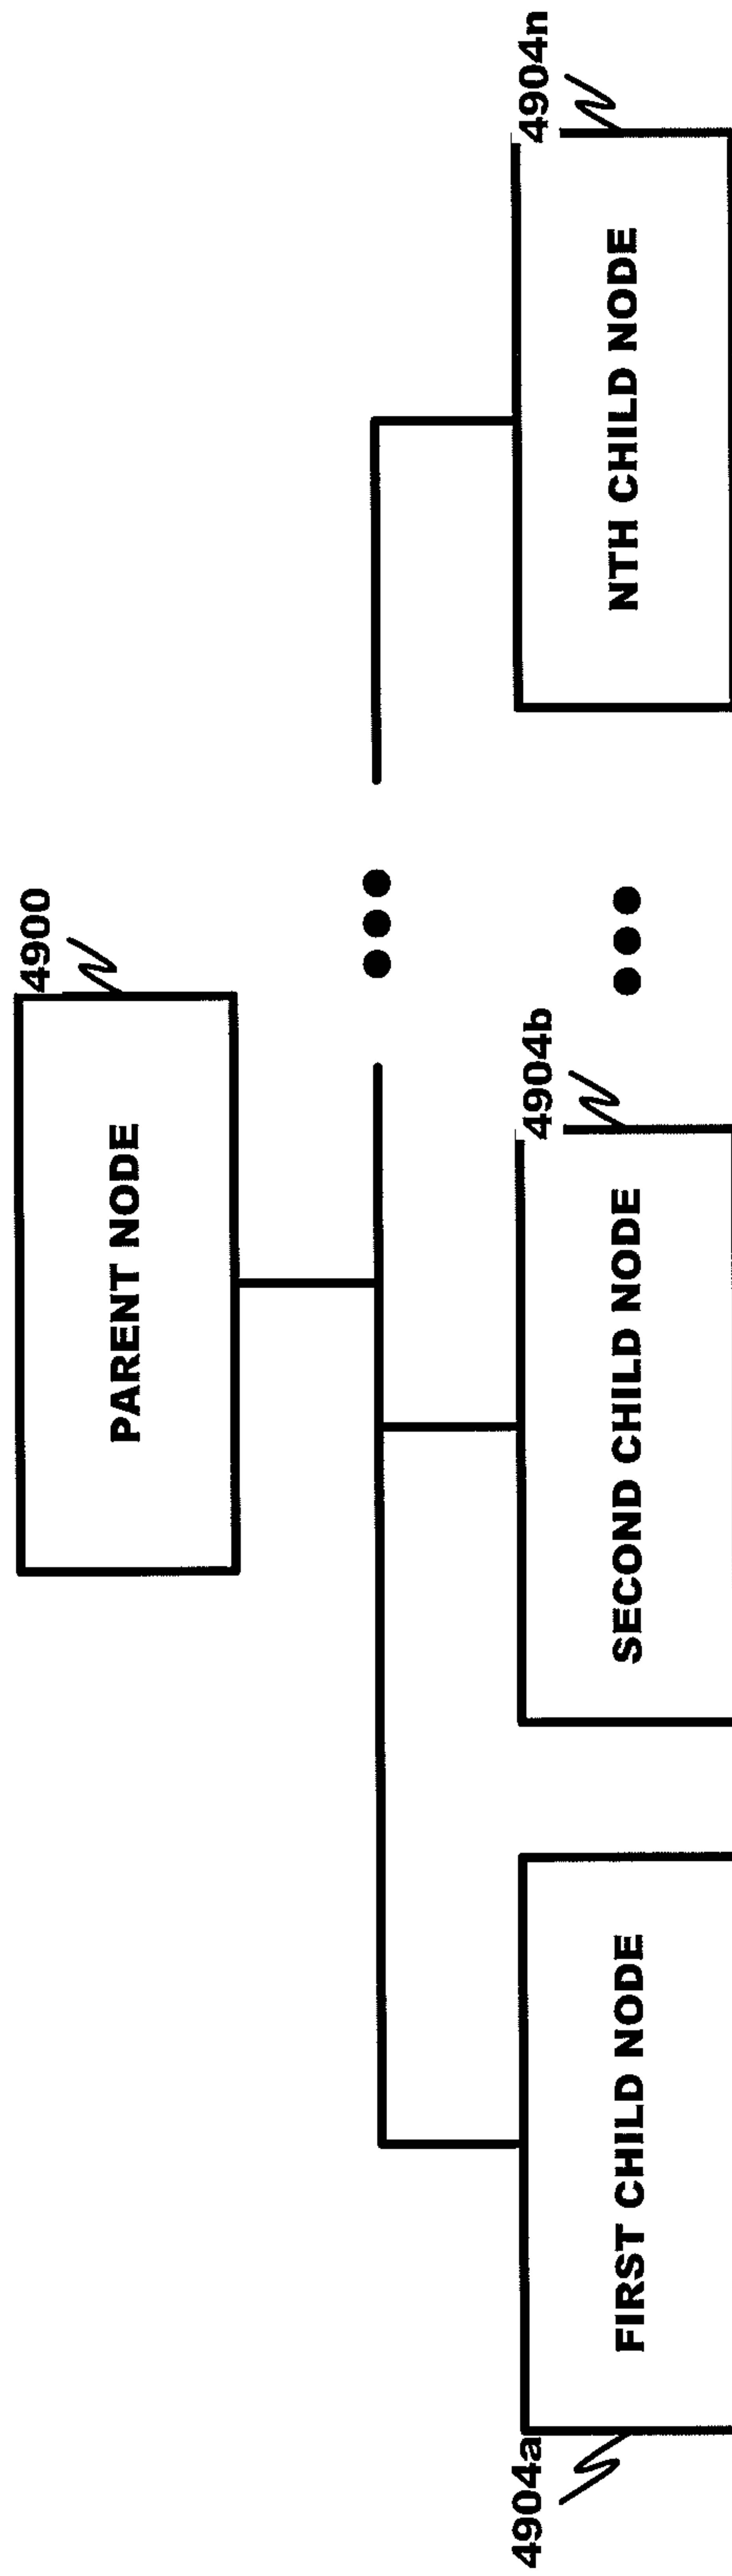 4900
PARENT NODE
4904a
FIRST CHILD NODE
4904b
SECOND CHILD NODE
4904n
NTH CHILD NODE